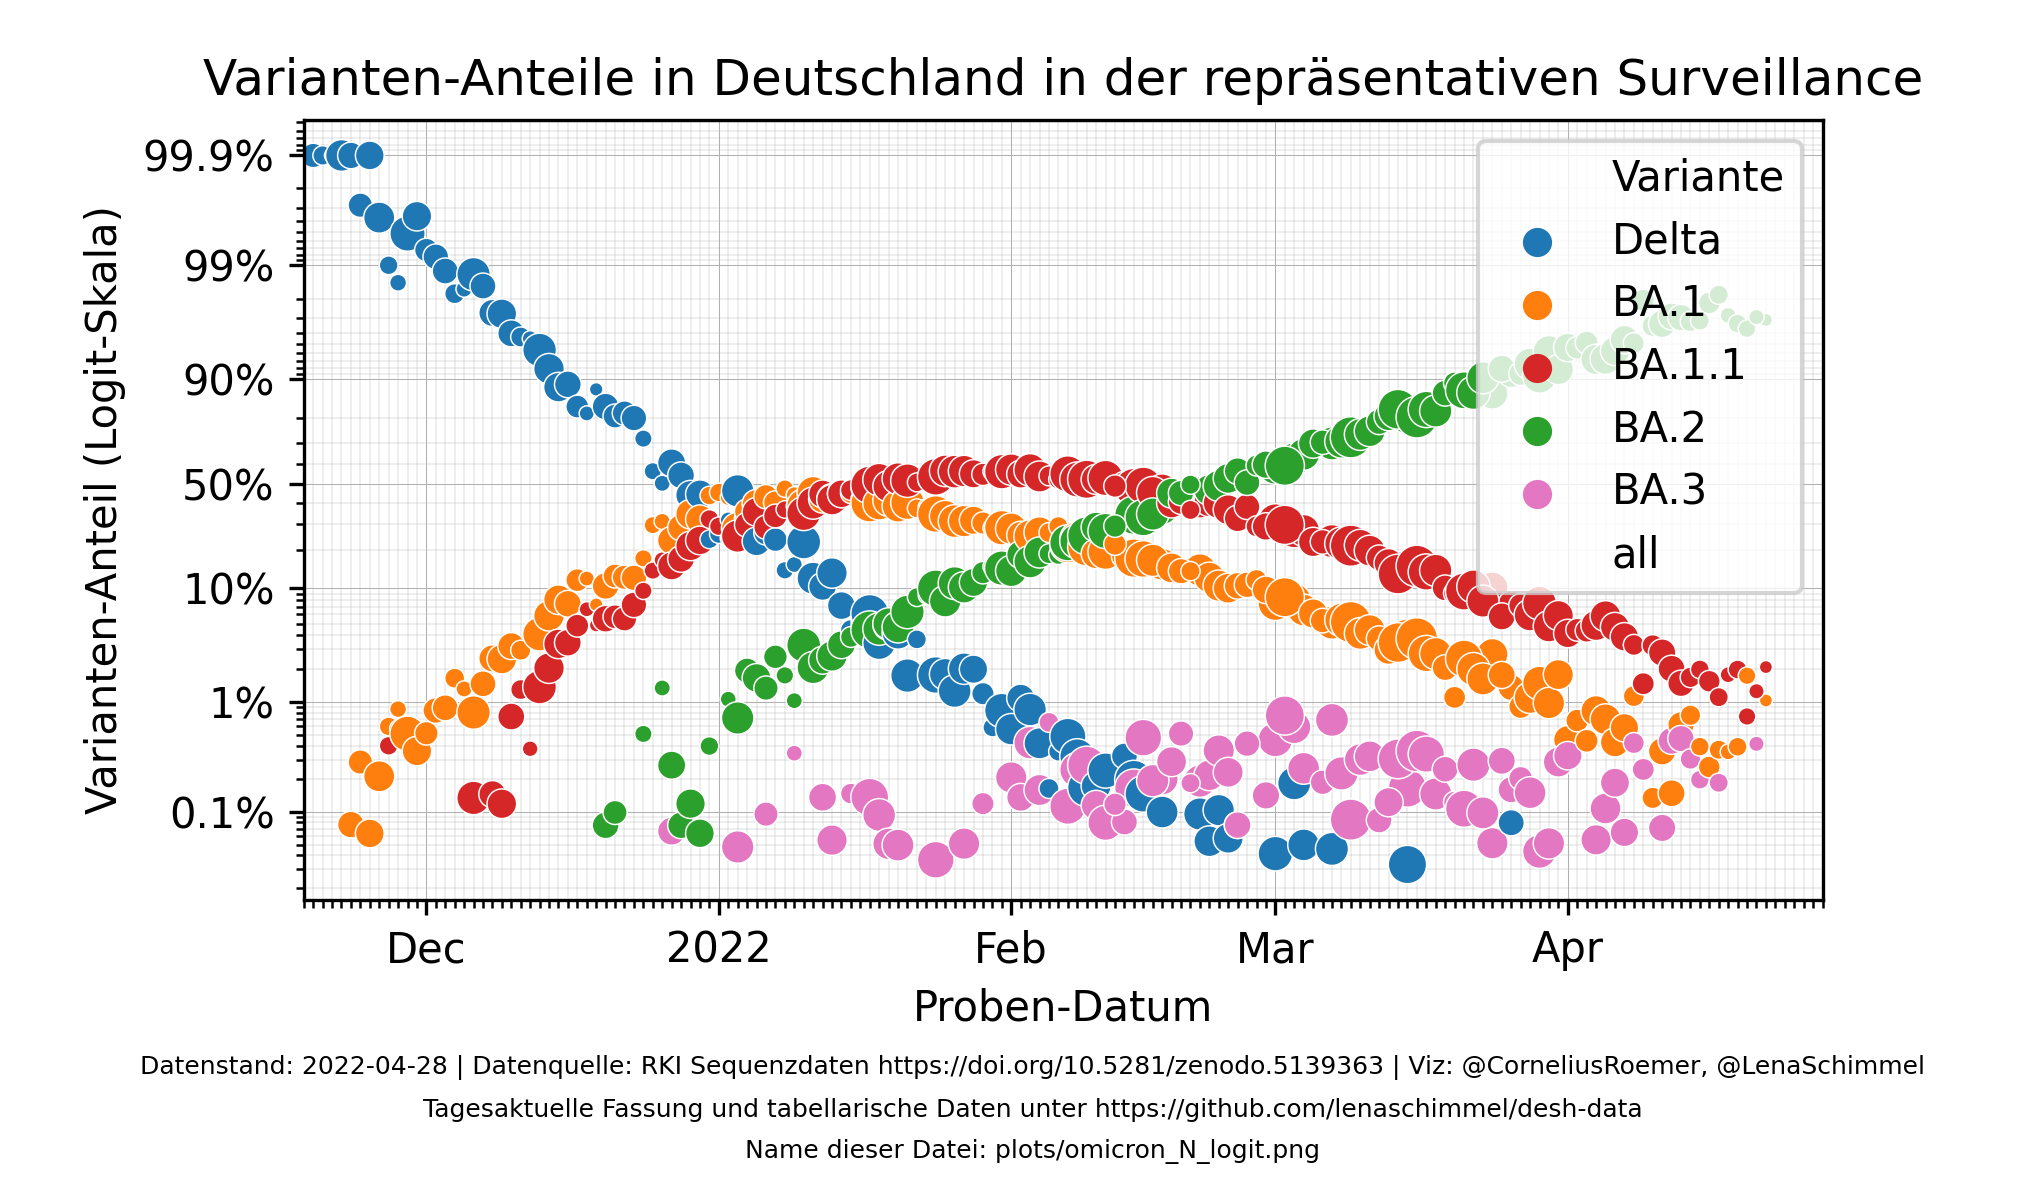 Varianten-Anteile in Deutschland in der repräsentativen Surveillance
99.9%
99%
90%
50%
10%
1%
0.1%
Varianten-Anteil (Logit-Skala)
Variante
Delta
BA.1
BA.1.1
BA.2
BA.3
all
Dec
2022
Feb
Mar
Apr
Proben-Datum
Datenstand: 2022-04-28 | Datenquelle: RKI Sequenzdaten https://doi.org/10.5281/zenodo.5139363 | Viz: @CorneliusRoemer, @LenaSchimmel
Tagesaktuelle Fassung und tabellarische Daten unter https://github.com/lenaschimmel/desh-data
Name dieser Datei: plots/omicron_N_logit.png